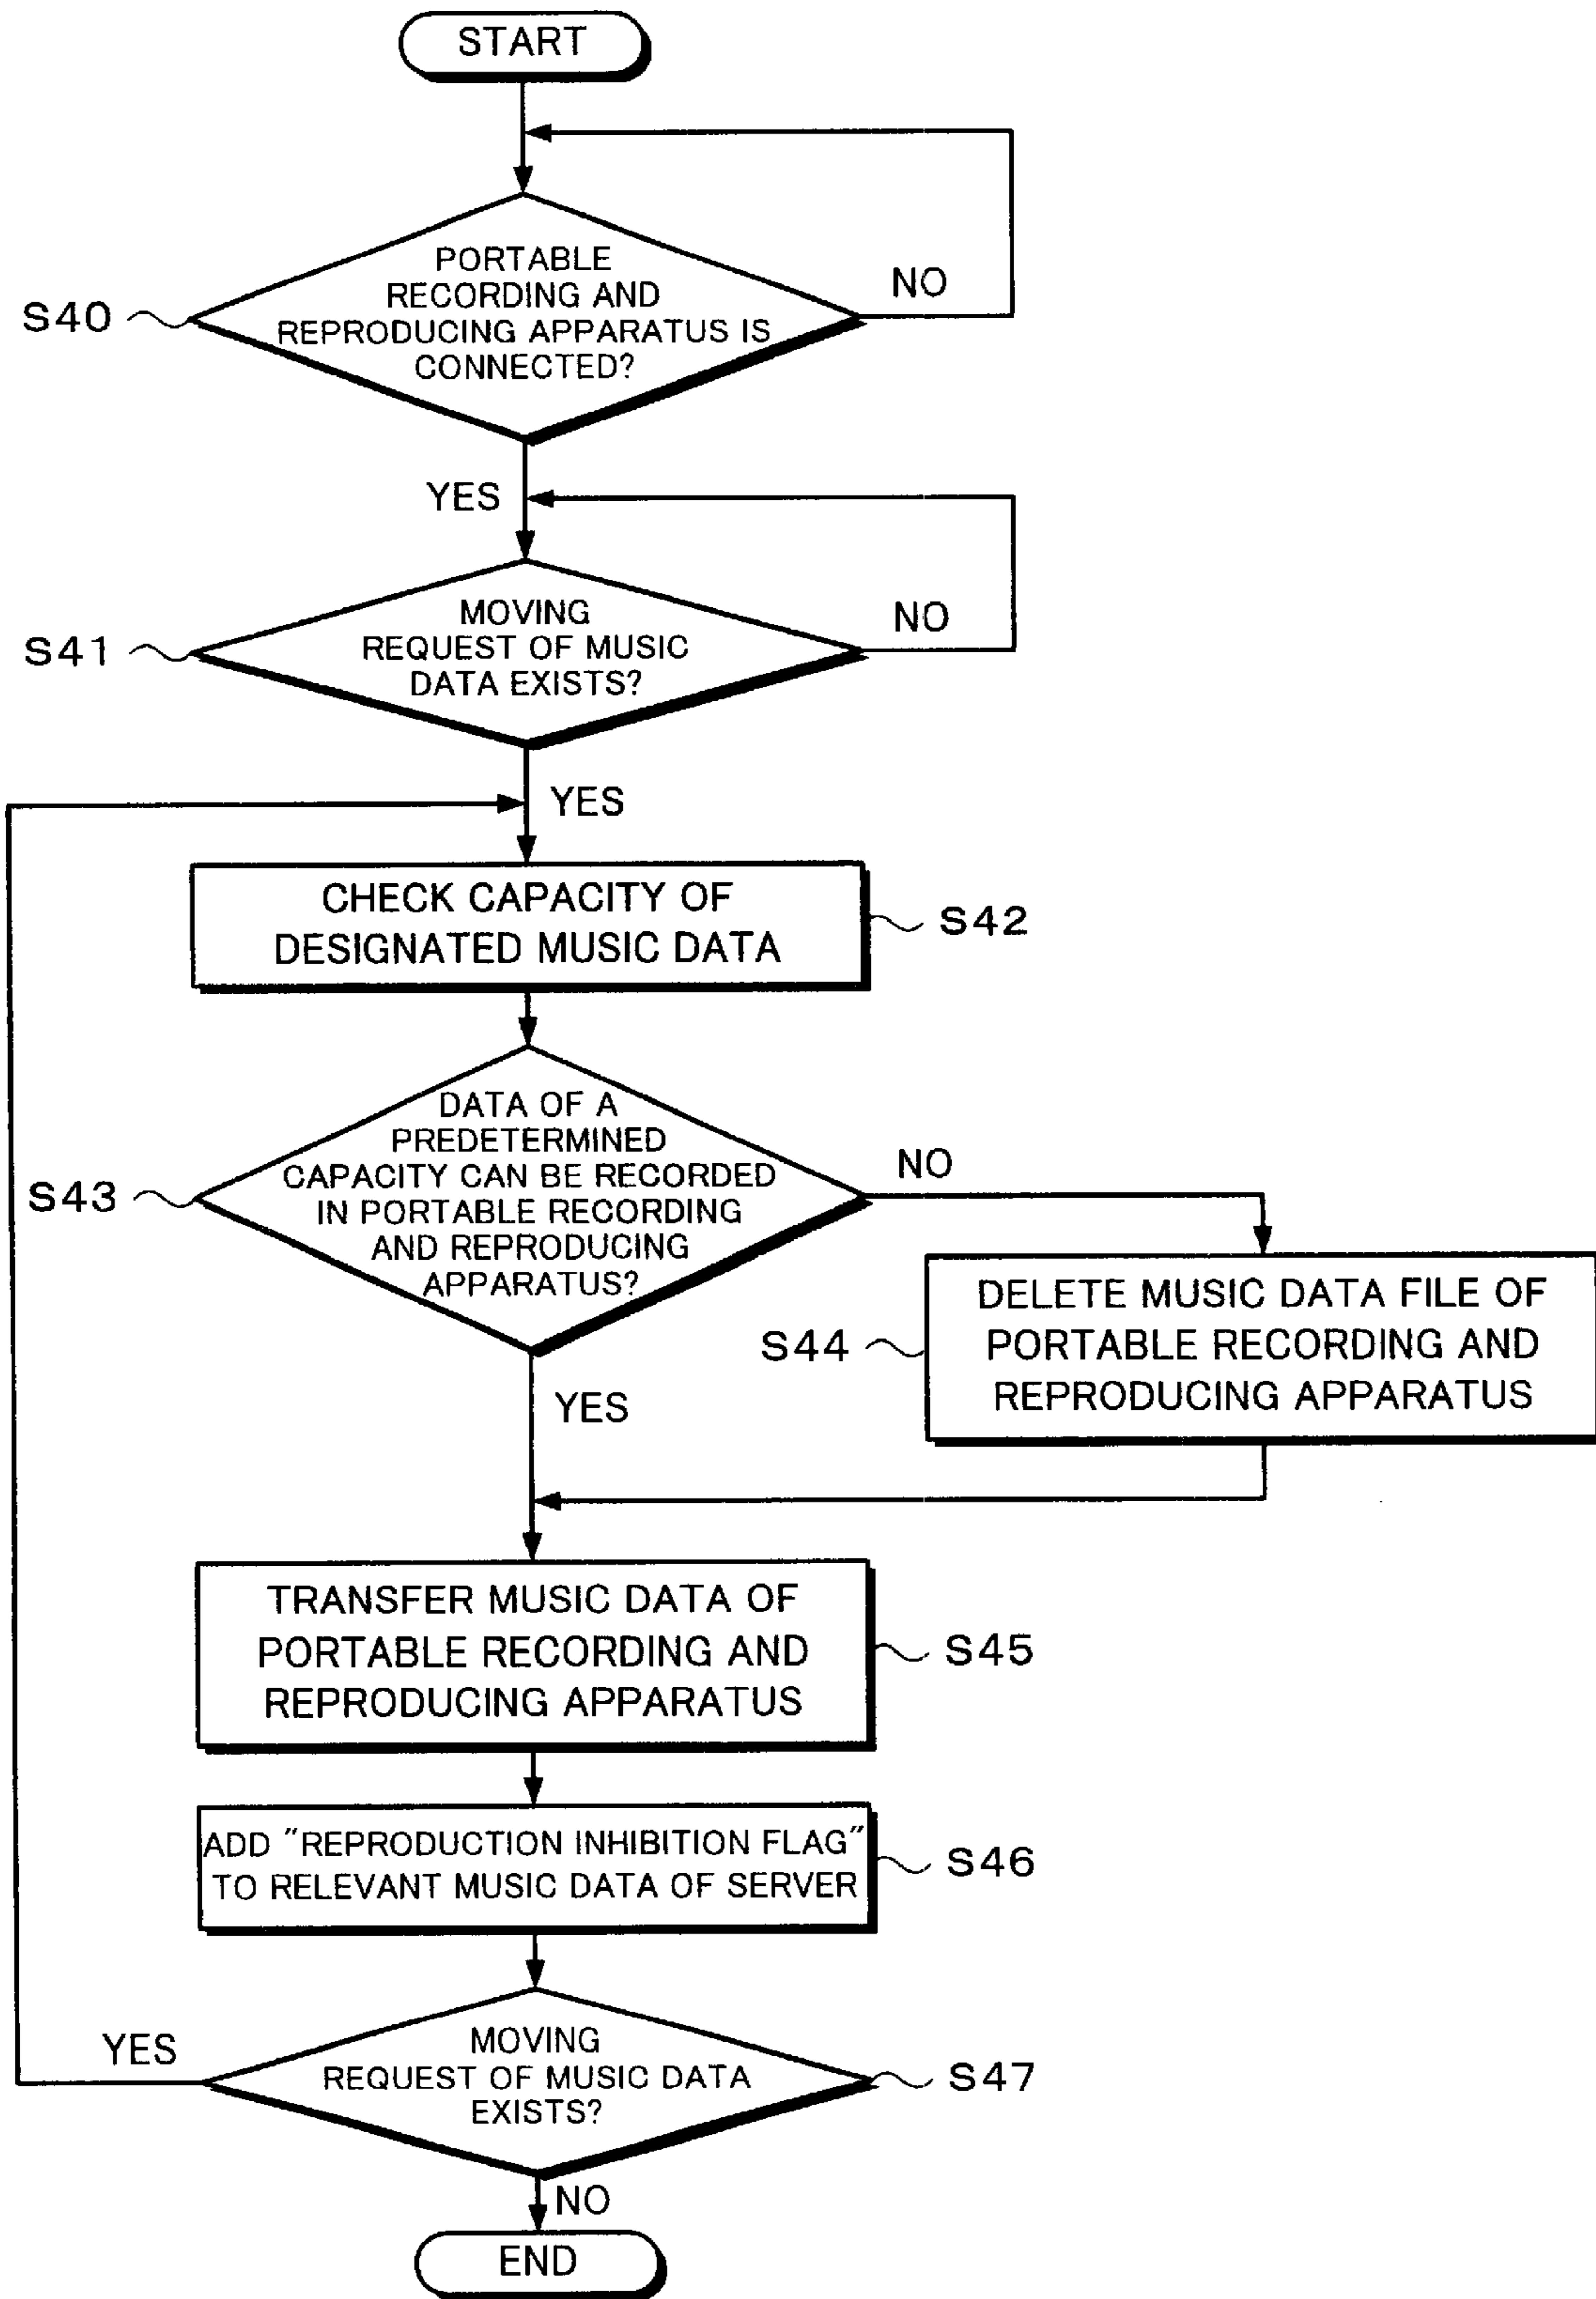 START
PORTABLE
RECORDING AND
REPRODUCING APPARATUS IS
CONNECTED?
NO
S40
YES
MOVING
REQUEST OF MUSIC
DATA EXISTS?
NO
S41
YES
CHECK CAPACITY OF
DESIGNATED MUSIC DATA
S42
DATA OF A
PREDETERMINED
CAPACITY CAN BE RECORDED
IN PORTABLE RECORDING
AND REPRODUCING
APPARATUS?
NO
S43
YES
DELETE MUSIC DATA FILE OF
PORTABLE RECORDING AND
REPRODUCING APPARATUS
S44
TRANSFER MUSIC DATA OF
PORTABLE RECORDING AND
REPRODUCING APPARATUS
S45
ADD "REPRODUCTION INHIBITION FLAG"
TO RELEVANT MUSIC DATA OF SERVER
S46
YES
MOVING
REQUEST OF MUSIC DATA
EXISTS?
S47
NO
END